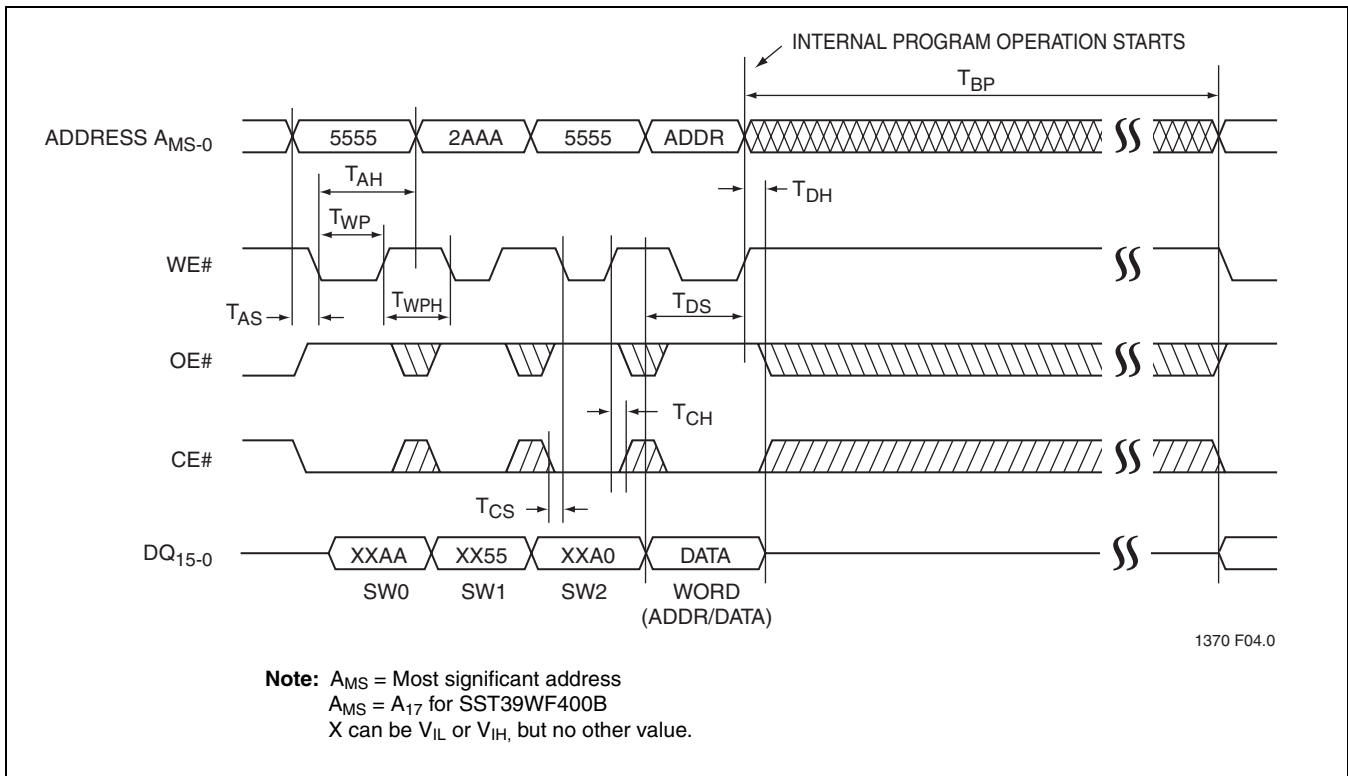 INTERNAL PROGRAM OPERATION STARTS
TBP
ADDRESS AMS-0
5555
2AAA
5555
ADDR
TAH
TDH
TWP
WE#
TWPH
TDS
TAS
OE#
TCH
CE#
TCS
DQ15-0
XXAA
XX55
XXA0
DATA
SW0
SW1
SW2
WORD
(ADDR/DATA)
1370 F04.0
Note: AMS = Most significant address
AMS = A17 for SST39WF400B
X can be VIL or VIH, but no other value.